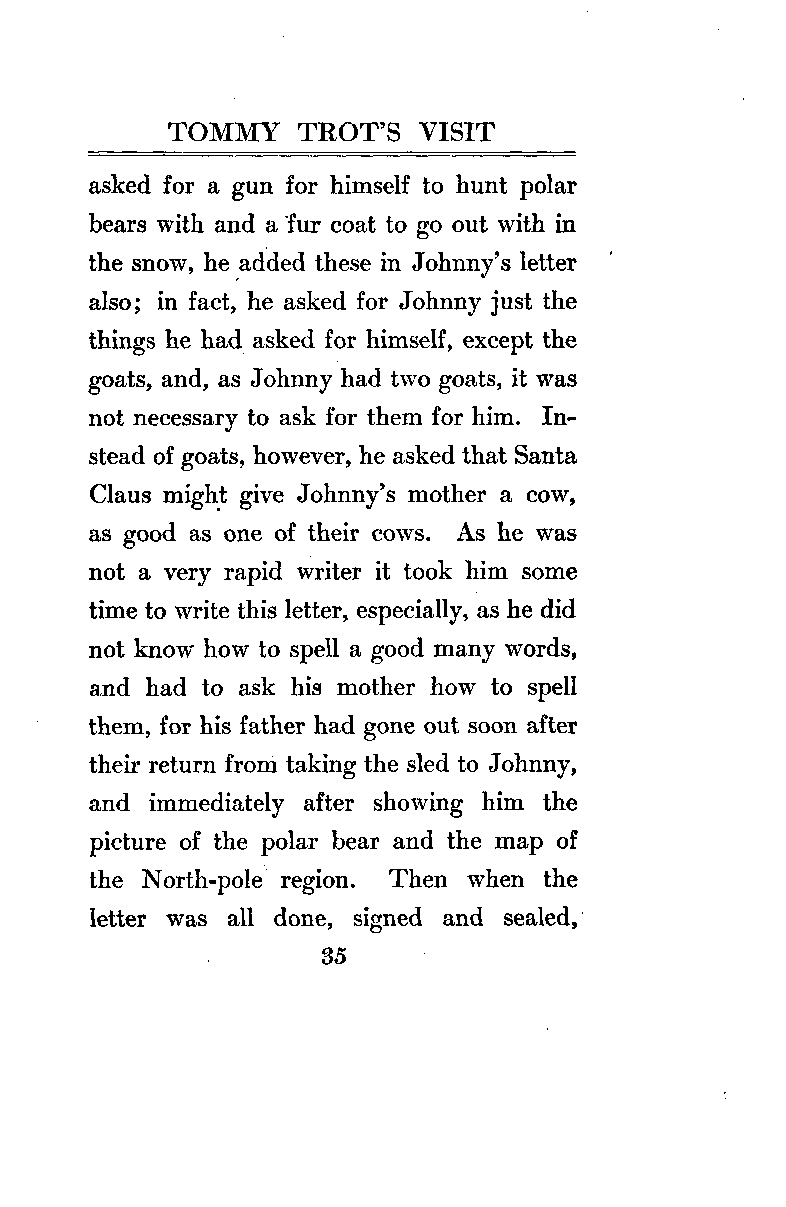 TOMMY TROT'S VISIT
asked for a gun for himself to hunt polar
bears with and a fur coat to go out with in
the snow, he added these in Johnny's letter
also; in fact, he asked for Johnny just the
things he had asked for himself, except the
goats, and, as Johnny had two goats, it was
not necessary to ask for them for him. In-
stead of goats, however, he asked that Santa
Claus might give Johnny's mother a cow,
as good as one of their cows. As he was
not a very rapid writer it took him some
time to write this letter, especially, as he did
not know how to spell a good many words,
and had to ask his mother how to spell
them, for his father had gone out soon after
their return from taking the sled to Johnny,
and immediately after showing him the
picture of the polar bear and the map of
the North-pole region. Then when the
letter was all done, signed and sealed,
35